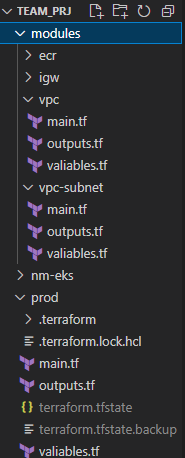 TEAM_PRJ
modules
ecr
igw
vpc
main.tf
outputs.tf
valiables.tf
vpc-subnet
main.tf
outputs.tf
valiables.tf
nm-eks
prod
.terraform
.terraform.lock.hcl
main.tf
outputs.tf
terraform.tfstate
terraform.tfstate.backup
valiables.tf